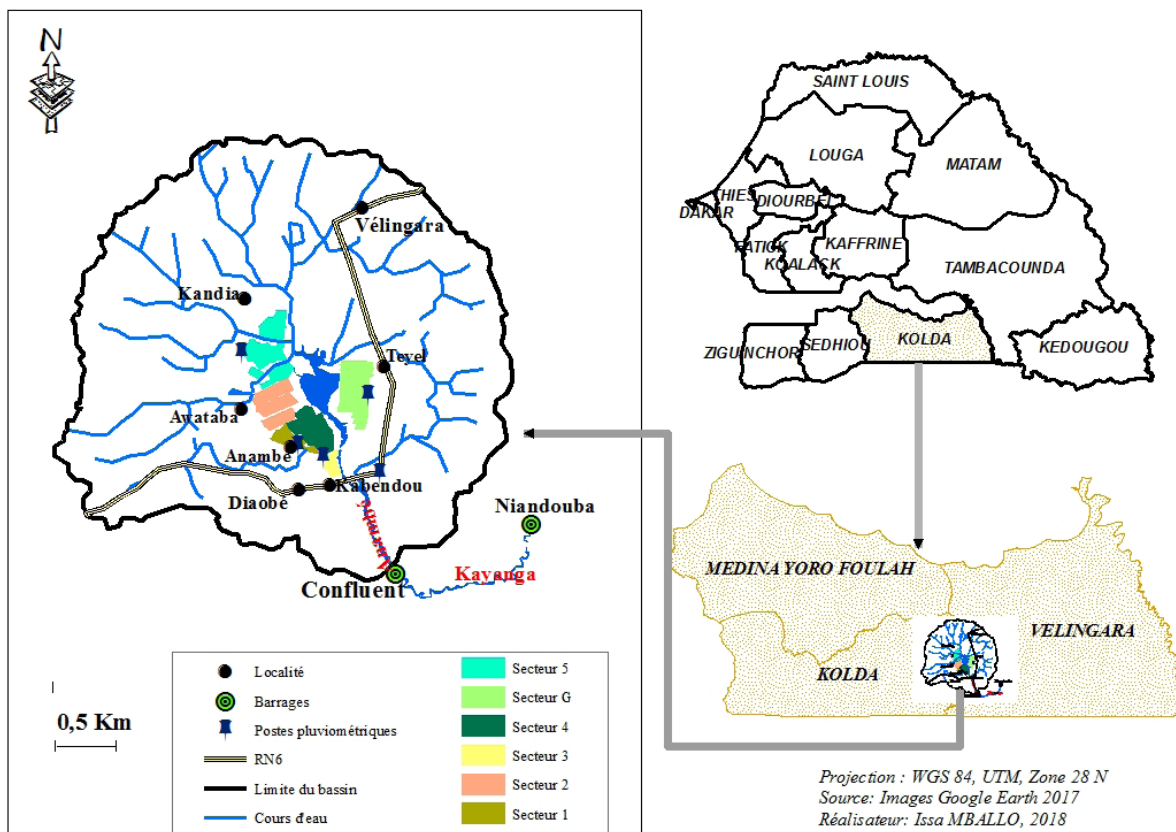 N
Vélingara
Kandia
Tevel
Awataba
Anambé
Diaobé
Kabendou
Niandouba
Anambé
Confluent
Kayanga
0,5 Km
Localité
Barrages
Postes pluviométriques
RN6
Limite du bassin
Cours d'eau
Secteur 5
Secteur G
Secteur 4
Secteur 3
Secteur 2
Secteur 1
SAINT LOUIS
LOUGA
MATAM
THIES
DIOURBEL
DAKAR
FATICK
KAFFRINE
KOALACK
TAMBACOUNDA
ZIGUINCHOR
SEDHIOU
KOLDA
KEDOUGOU
MEDINA YORO FOULAH
VELINGARA
KOLDA
Projection : WGS 84, UTM, Zone 28 N
Source: Images Google Earth 2017
Réalisateur: Issa MBALLO, 2018